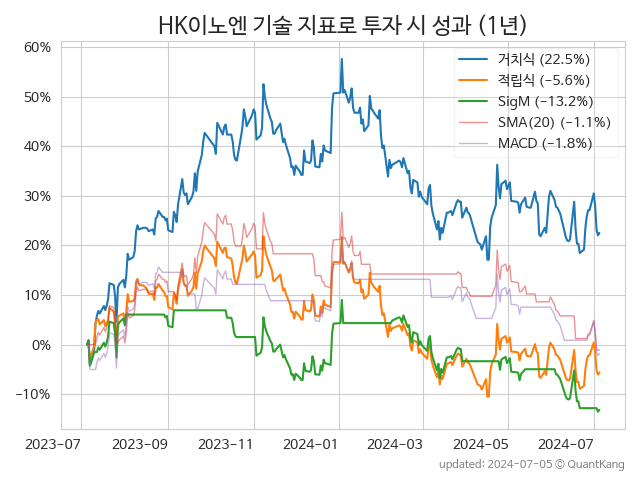 HK이노엔 기술 지표로 투자 시 성과 (1년)
60%
50%
40%
30%
20%
10%
0%
−10%
거치식 (22.5%)
적립식 (−5.6%)
SigM (−13.2%)
SMA(20) (−1.1%)
MACD (−1.8%)
2023-07 2023-09 2023-11 2024-01 2024-03 2024-05 2024-07
updated: 2024-07-05 © QuantKang